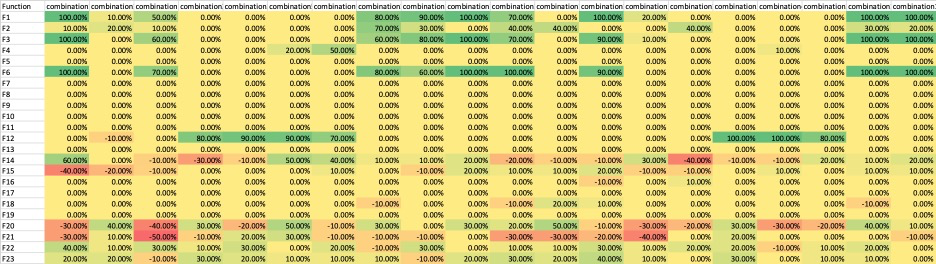 Function combination combination combination combination combination combination combination combination combination combination combination combination combination combination combination combination combination combination combination combination
F1 100.00% 10.00% 50.00% 0.00% 0.00% 0.00% 0.00% 80.00% 90.00% 100.00% 70.00% 0.00% 100.00% 20.00% 0.00% 0.00% 0.00% 0.00% 100.00% 100.00%
F2 10.00% 20.00% 10.00% 0.00% 0.00% 0.00% 0.00% 70.00% 30.00% 0.00% 40.00% 40.00% 0.00% 0.00% 40.00% 0.00% 0.00% 0.00% 30.00% 20.00%
F3 100.00% 0.00% 60.00% 0.00% 0.00% 0.00% 0.00% 60.00% 80.00% 100.00% 70.00% 0.00% 90.00% 10.00% 0.00% 0.00% 0.00% 0.00% 100.00% 100.00%
F4 0.00% 0.00% 0.00% 0.00% 0.00% 20.00% 50.00% 0.00% 0.00% 0.00% 0.00% 0.00% 0.00% 0.00% 0.00% 0.00% 10.00% 0.00% 0.00% 0.00%
F5 0.00% 0.00% 0.00% 0.00% 0.00% 0.00% 0.00% 0.00% 0.00% 0.00% 0.00% 0.00% 0.00% 0.00% 0.00% 0.00% 0.00% 0.00% 0.00% 0.00%
F6 100.00% 0.00% 70.00% 0.00% 0.00% 0.00% 0.00% 80.00% 60.00% 100.00% 100.00% 0.00% 90.00% 0.00% 0.00% 0.00% 0.00% 0.00% 100.00% 100.00%
F7 0.00% 0.00% 0.00% 0.00% 0.00% 0.00% 0.00% 0.00% 0.00% 0.00% 0.00% 0.00% 0.00% 0.00% 0.00% 0.00% 0.00% 0.00% 0.00% 0.00%
F8 0.00% 0.00% 0.00% 0.00% 0.00% 0.00% 0.00% 0.00% 0.00% 0.00% 0.00% 0.00% 0.00% 0.00% 0.00% 0.00% 0.00% 0.00% 0.00% 0.00%
F9 0.00% 0.00% 0.00% 0.00% 0.00% 0.00% 0.00% 0.00% 0.00% 0.00% 0.00% 0.00% 0.00% 0.00% 0.00% 0.00% 0.00% 0.00% 0.00% 0.00%
F10 0.00% 0.00% 0.00% 0.00% 0.00% 0.00% 0.00% 0.00% 0.00% 0.00% 0.00% 0.00% 0.00% 0.00% 0.00% 0.00% 0.00% 0.00% 0.00% 0.00%
F11 0.00% 0.00% 0.00% 0.00% 0.00% 0.00% 0.00% 0.00% 0.00% 0.00% 0.00% 0.00% 0.00% 0.00% 0.00% 0.00% 0.00% 0.00% 0.00% 0.00%
F12 0.00% -10.00% 0.00% 80.00% 90.00% 90.00% 70.00% 0.00% 0.00% 0.00% 0.00% 0.00% 0.00% 0.00% 0.00% 100.00% 100.00% 80.00% 0.00% 0.00%
F13 0.00% 0.00% 0.00% 0.00% 0.00% 0.00% 0.00% 0.00% 0.00% 0.00% 0.00% 0.00% 0.00% 0.00% 0.00% 0.00% 0.00% 0.00% 0.00% 0.00%
F14 60.00% 0.00% -10.00% -30.00% -10.00% 50.00% 40.00% 10.00% 10.00% 20.00% -20.00% -10.00% -10.00% 30.00% -40.00% -10.00% -10.00% 20.00% 10.00% 20.00%
F15 -40.00% -20.00% -10.00% 0.00% 0.00% 0.00% 0.00% 0.00% -10.00% 20.00% 10.00% 10.00% 20.00% -10.00% -10.00% 0.00% 0.00% 0.00% 10.00% 10.00%
F16 0.00% 0.00% 0.00% 0.00% 0.00% 0.00% 0.00% 0.00% 0.00% 0.00% 0.00% 0.00% -10.00% 0.00% 10.00% 0.00% 0.00% 0.00% 0.00% 0.00%
F17 0.00% 0.00% 0.00% 0.00% 0.00% 0.00% 0.00% 0.00% 0.00% 0.00% 0.00% 0.00% 0.00% 0.00% 0.00% 0.00% 0.00% 0.00% 0.00% 0.00%
F18 0.00% 0.00% 0.00% 0.00% 0.00% 0.00% 0.00% -10.00% 0.00% 0.00% -10.00% 20.00% 10.00% 0.00% 0.00% 0.00% 0.00% 0.00% -10.00% 0.00%
F19 0.00% 0.00% 0.00% 0.00% 0.00% 0.00% 0.00% 0.00% 0.00% 0.00% 0.00% 0.00% 0.00% 0.00% 0.00% 0.00% 0.00% 0.00% 0.00% 0.00%
F20 -30.00% 40.00% -40.00% 30.00% -20.00% 50.00% -10.00% 50.00% -10.00% 30.00% 20.00% 50.00% -10.00% -30.00% -20.00% 30.00% -30.00% -20.00% 40.00% 10.00%
F21 -30.00% 10.00% -50.00% -10.00% 20.00% 30.00% -10.00% -10.00% -10.00% 0.00% -30.00% -30.00% -20.00% -40.00% 0.00% 0.00% 0.00% 0.00% 0.00% -10.00%
F22 40.00% 10.00% 30.00% 10.00% 30.00% 0.00% 20.00% -10.00% 30.00% 0.00% 10.00% 10.00% 40.00% 10.00% 20.00% 30.00% -10.00% 10.00% 20.00% 10.00%
F23 20.00% 20.00% -10.00% 30.00% 0.00% 10.00% 10.00% 10.00% -10.00% 10.00% 30.00% 20.00% 40.00% 10.00% 0.00% 30.00% 0.00% 10.00% 10.00% 0.00%